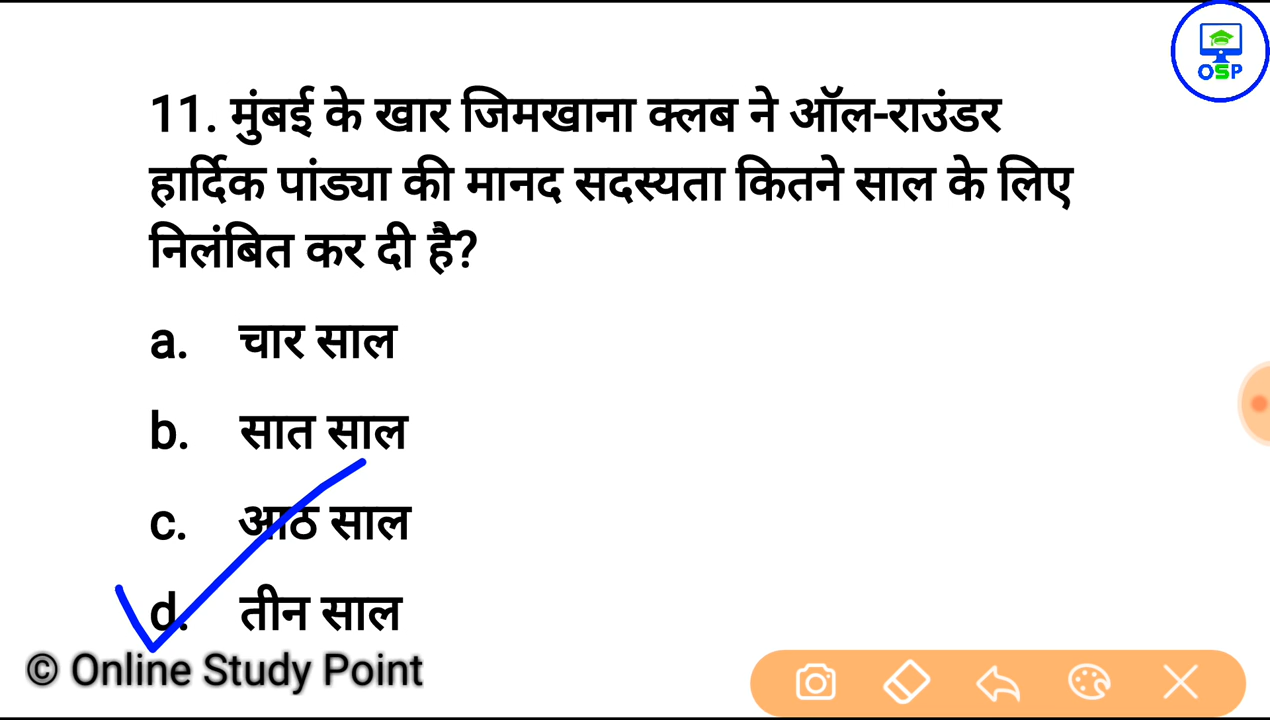 OSP
11. मुंबई के खार जिमखाना क्लब ने ऑल-राउंडर
हार्दिक पांड्या की मानद सदस्यता कितने साल के लिए
निलंबित कर दी है?
a. चार साल
b. सात साल
c. आठ साल
d. तीन साल
© Online Study Point